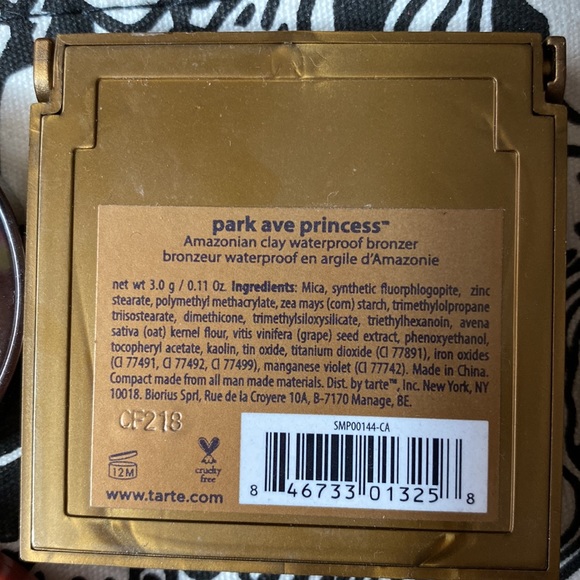 park ave princess™
Amazonian clay waterproof bronzer
bronzeur waterproof en argile d'Amazonie
net wt 3.0 g / 0.11 Oz. Ingredients: Mica, synthetic fluorphlogopite, zinc
stearate, polymethyl methacrylate, zea mays (corn) starch, trimethylolpropane
triisostearate, dimethicone, trimethylsiloxysilicate, triethylhexanoin, avena
sativa (oat) kernel flour, vitis vinifera (grape) seed extract, phenoxyethanol,
tocopheryl acetate, kaolin, tin oxide, titanium dioxide (CI 77891), iron oxides
(CI 77491, CI 77492, CI 77499), manganese violet (CI 77742). Made in China.
Compact made from all man made materials. Dist. by tarte™, Inc. New York, NY
10018. Biorius Sprl, Rue de la Croyere 10A, B-7170 Manage, BE.
CF218
SMP00144-CA
12M
cruelty
free
www.tarte.com
8 46733 01325 8